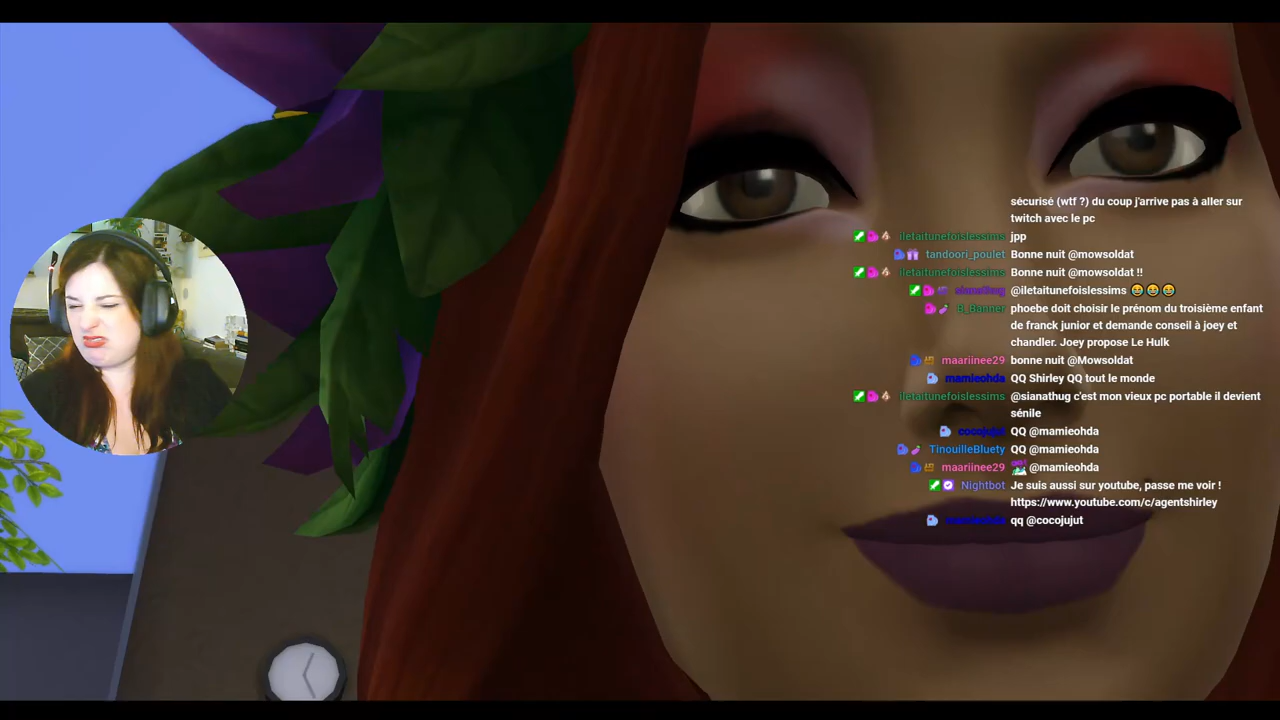 sécurisé (wtf ?) du coup j'arrive pas à aller sur
twitch avec le pc
iletaitunefoislessims jpp
tandoori_poulet Bonne nuit @mowsoldat
iletaitunefoislessims Bonne nuit @mowsoldat !!
sianathug @iletaitunefoislessims 😂😂😂
B_Banner phoebe doit choisir le prénom du troisième enfant
de franck junior et demande conseil à joey et
chandler. Joey propose Le Hulk
maariinee29 bonne nuit @Mowsoldat
mamieohda QQ Shirley QQ tout le monde
iletaitunefoislessims @sianathug c'est mon vieux pc portable il devient
sénile
cocojujut QQ @mamieohda
TinouilleBluety QQ @mamieohda
maariinee29 @mamieohda
Nightbot Je suis aussi sur youtube, passe me voir !
https://www.youtube.com/c/agentshirley
mamieohda qq @cocojujut